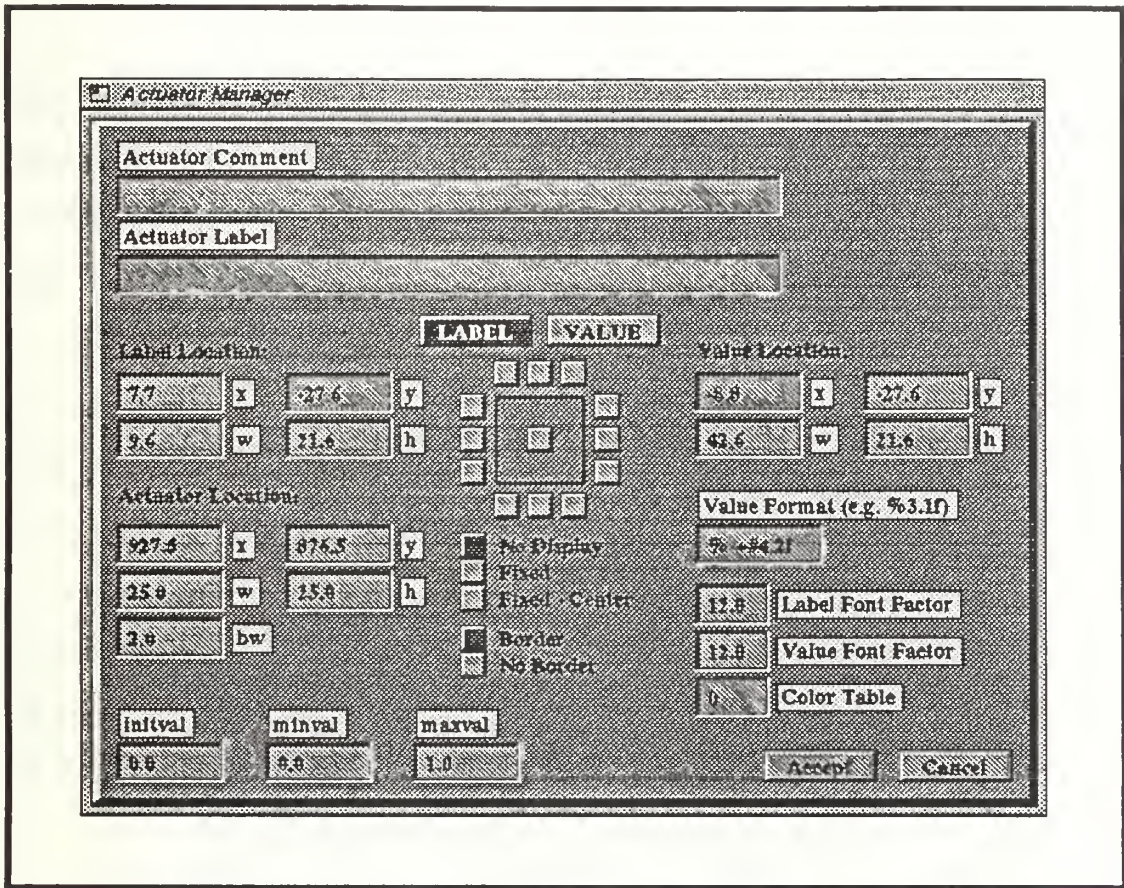 Actuator Manager
Actuator Comment
Actuator Label
LABEL VALUE
Label Location:
7.7 x -27.6 y
9.6 w 21.6 h
Value Location:
-8.8 x -27.6 y
42.6 w 21.6 h
Actuator Location:
927.5 x 876.5 y
25.0 w 25.0 h
2.0 bw
No Display
Fixed
Fixed - Center
Border
No Border
Value Format (e.g. %3.1f)
12.0 Label Font Factor
12.0 Value Font Factor
0 Color Table
initval minval maxval
0.0 0.0 1.0
Accept Cancel